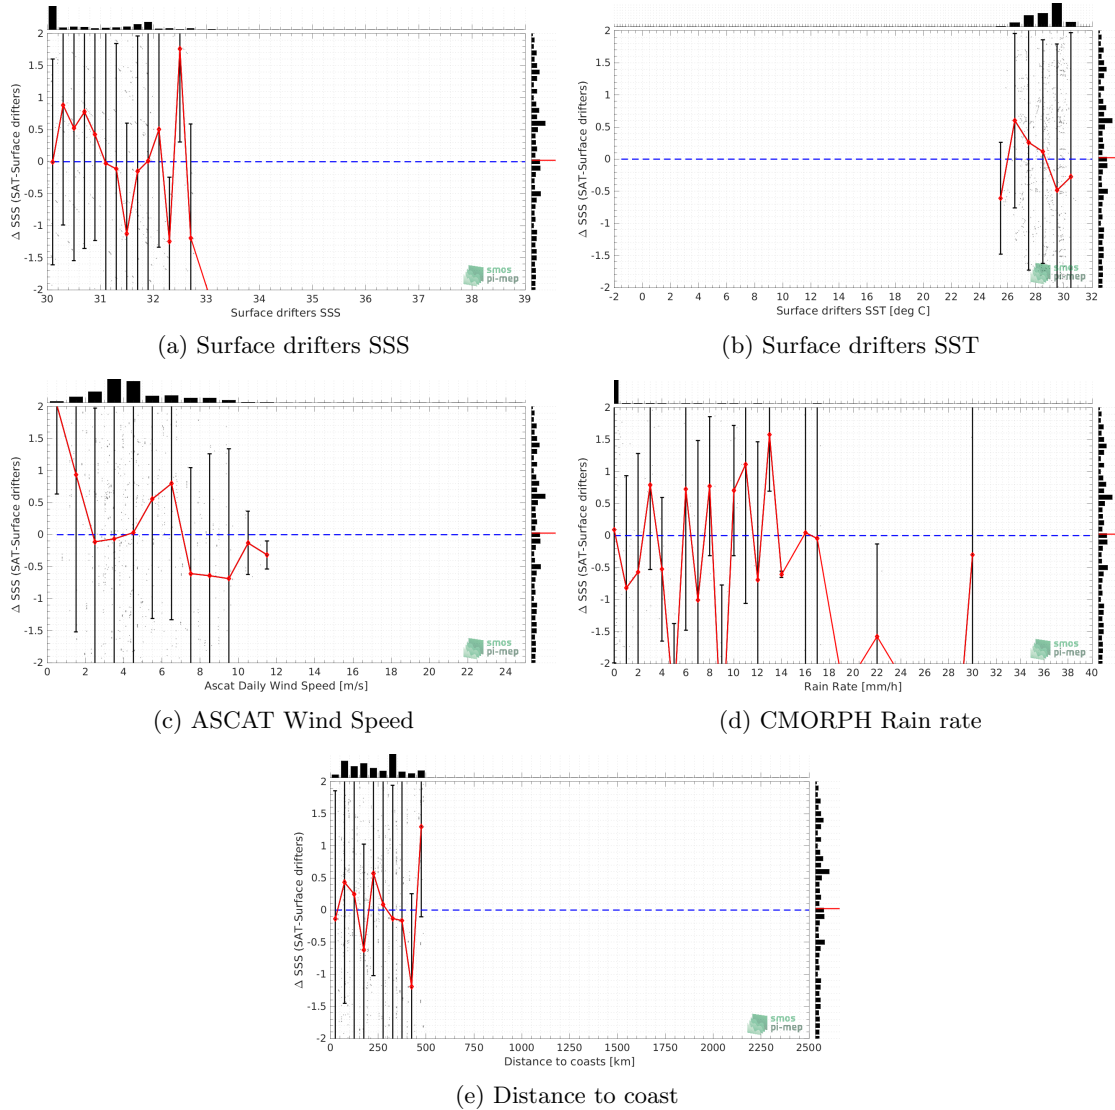 2
1.5
1
0.5
0
-0.5
-1
-1.5
-2
Δ SSS (SAT-Surface drifters)
30 31 32 33 34 35 36 37 38 39
Surface drifters SSS
smos
pi-mep
(a) Surface drifters SSS
2
1.5
1
0.5
0
-0.5
-1
-1.5
-2
Δ SSS (SAT-Surface drifters)
-2 0 2 4 6 8 10 12 14 16 18 20 22 24 26 28 30 32
Surface drifters SST [deg C]
smos
pi-mep
(b) Surface drifters SST
2
1.5
1
0.5
0
-0.5
-1
-1.5
-2
Δ SSS (SAT-Surface drifters)
0 2 4 6 8 10 12 14 16 18 20 22 24
Ascat Daily Wind Speed [m/s]
smos
pi-mep
(c) ASCAT Wind Speed
2
1.5
1
0.5
0
-0.5
-1
-1.5
-2
Δ SSS (SAT-Surface drifters)
0 2 4 6 8 10 12 14 16 18 20 22 24 26 28 30 32 34 36 38 40
Rain Rate [mm/h]
smos
pi-mep
(d) CMORPH Rain rate
2
1.5
1
0.5
0
-0.5
-1
-1.5
-2
Δ SSS (SAT-Surface drifters)
0 250 500 750 1000 1250 1500 1750 2000 2250 2500
Distance to coasts [km]
smos
pi-mep
(e) Distance to coast